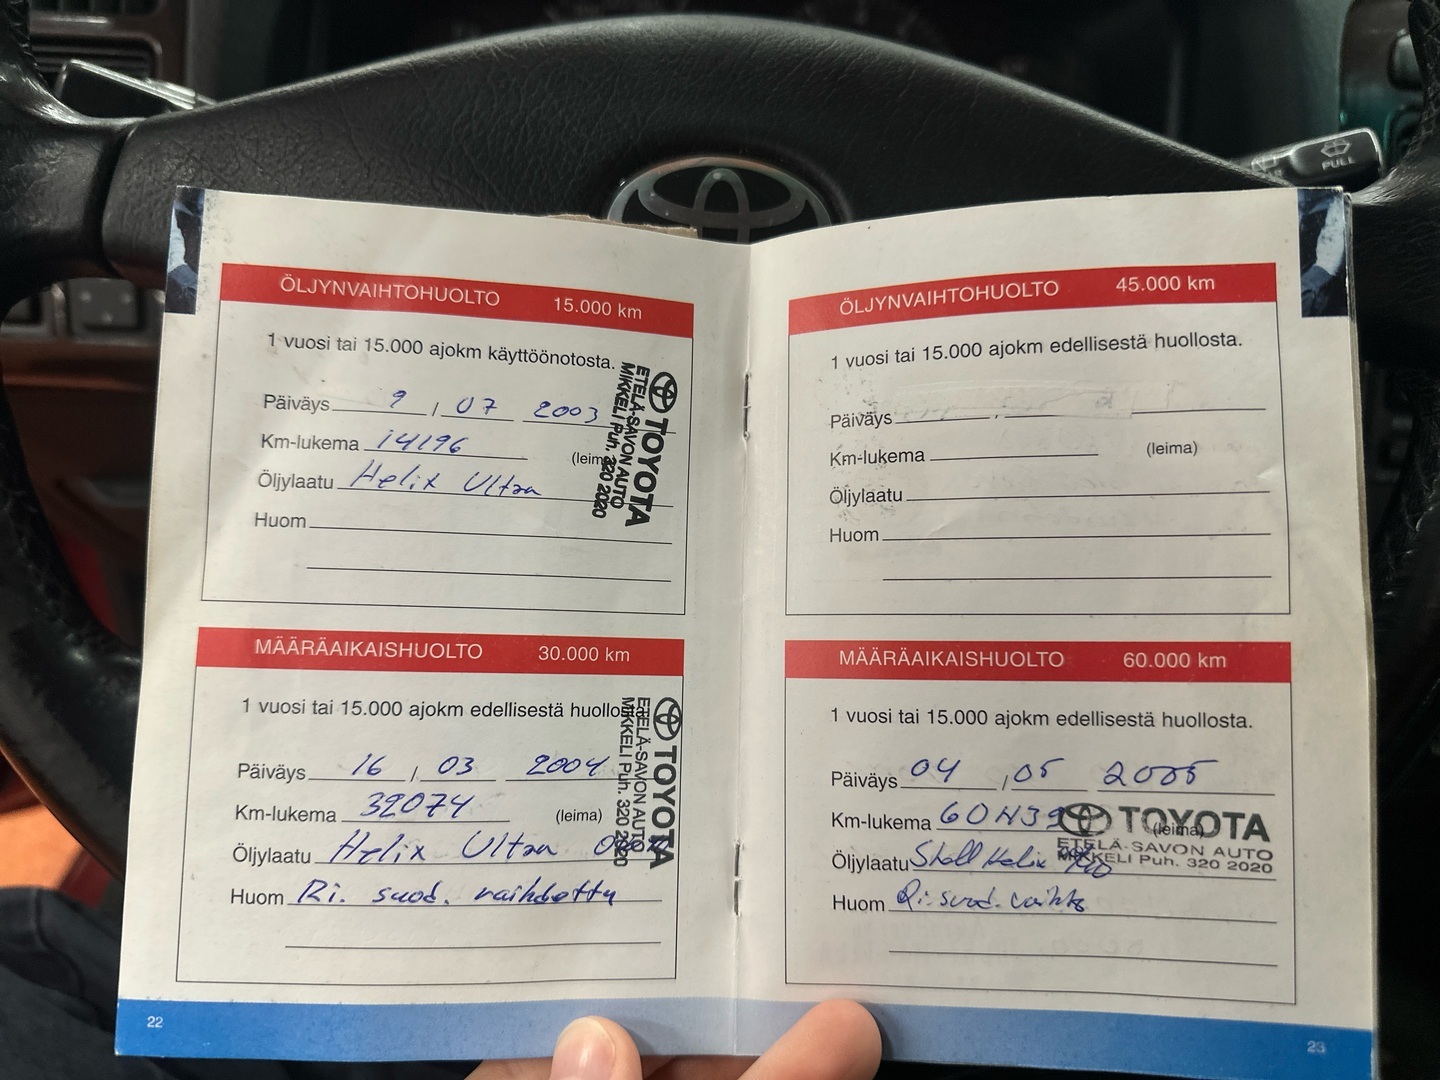 PULL
ÖLJYNVAIHTOHUOLTO 15.000 km
1 vuosi tai 15.000 ajokm käyttöönotosta.
Päiväys 9 / 07 2003
Km-lukema 14196
(leima)
Öljylaatu Helix Ultra
Huom
TOYOTA
ETELÄ-SAVON AUTO
MIKKELI Puh. 320 2020
MÄÄRÄAIKAISHUOLTO 30.000 km
1 vuosi tai 15.000 ajokm edellisestä huollosta.
Päiväys 16 / 03 2004
Km-lukema 32074
(leima)
Öljylaatu Helix Ultra
Huom Ri. suod. vaihdettu
TOYOTA
ETELÄ-SAVON AUTO
MIKKELI Puh. 320 2020
22
ÖLJYNVAIHTOHUOLTO 45.000 km
1 vuosi tai 15.000 ajokm edellisestä huollosta.
Päiväys
Km-lukema (leima)
Öljylaatu
Huom
MÄÄRÄAIKAISHUOLTO 60.000 km
1 vuosi tai 15.000 ajokm edellisestä huollosta.
Päiväys 04 / 05 2005
Km-lukema
(leima)
TOYOTA
ETELÄ-SAVON AUTO
MIKKELI Puh. 320 2020
Öljylaatu Shell Helix
Huom Ri. suod. vaihto
23